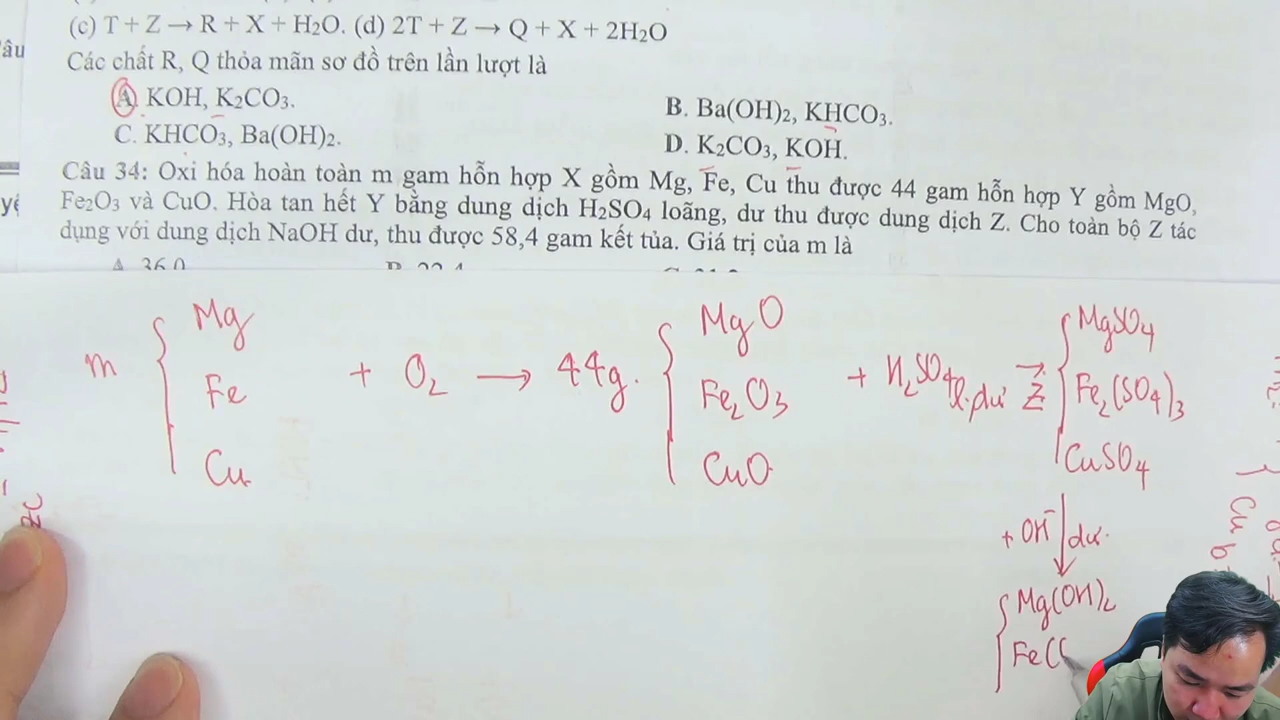 (c) T + Z → R + X + H2O. (d) 2T + Z → Q + X + 2H2O
Các chất R, Q thỏa mãn sơ đồ trên lần lượt là
A. KOH, K2CO3.
B. Ba(OH)2, KHCO3.
C. KHCO3, Ba(OH)2.
D. K2CO3, KOH.
Câu 34: Oxi hóa hoàn toàn m gam hỗn hợp X gồm Mg, Fe, Cu thu được 44 gam hỗn hợp Y gồm MgO,
Fe2O3 và CuO. Hòa tan hết Y bằng dung dịch H2SO4 loãng, dư thu được dung dịch Z. Cho toàn bộ Z tác
dụng với dung dịch NaOH dư, thu được 58,4 gam kết tủa. Giá trị của m là
A. 36,0
m { Mg Fe Cu + O2 → 44g. { MgO Fe2O3 CuO + H2SO4 l. dư → Z { MgSO4 Fe2(SO4)3 CuSO4
+ OH⁻ dư
{ Mg(OH)2
Fe(
Cu b